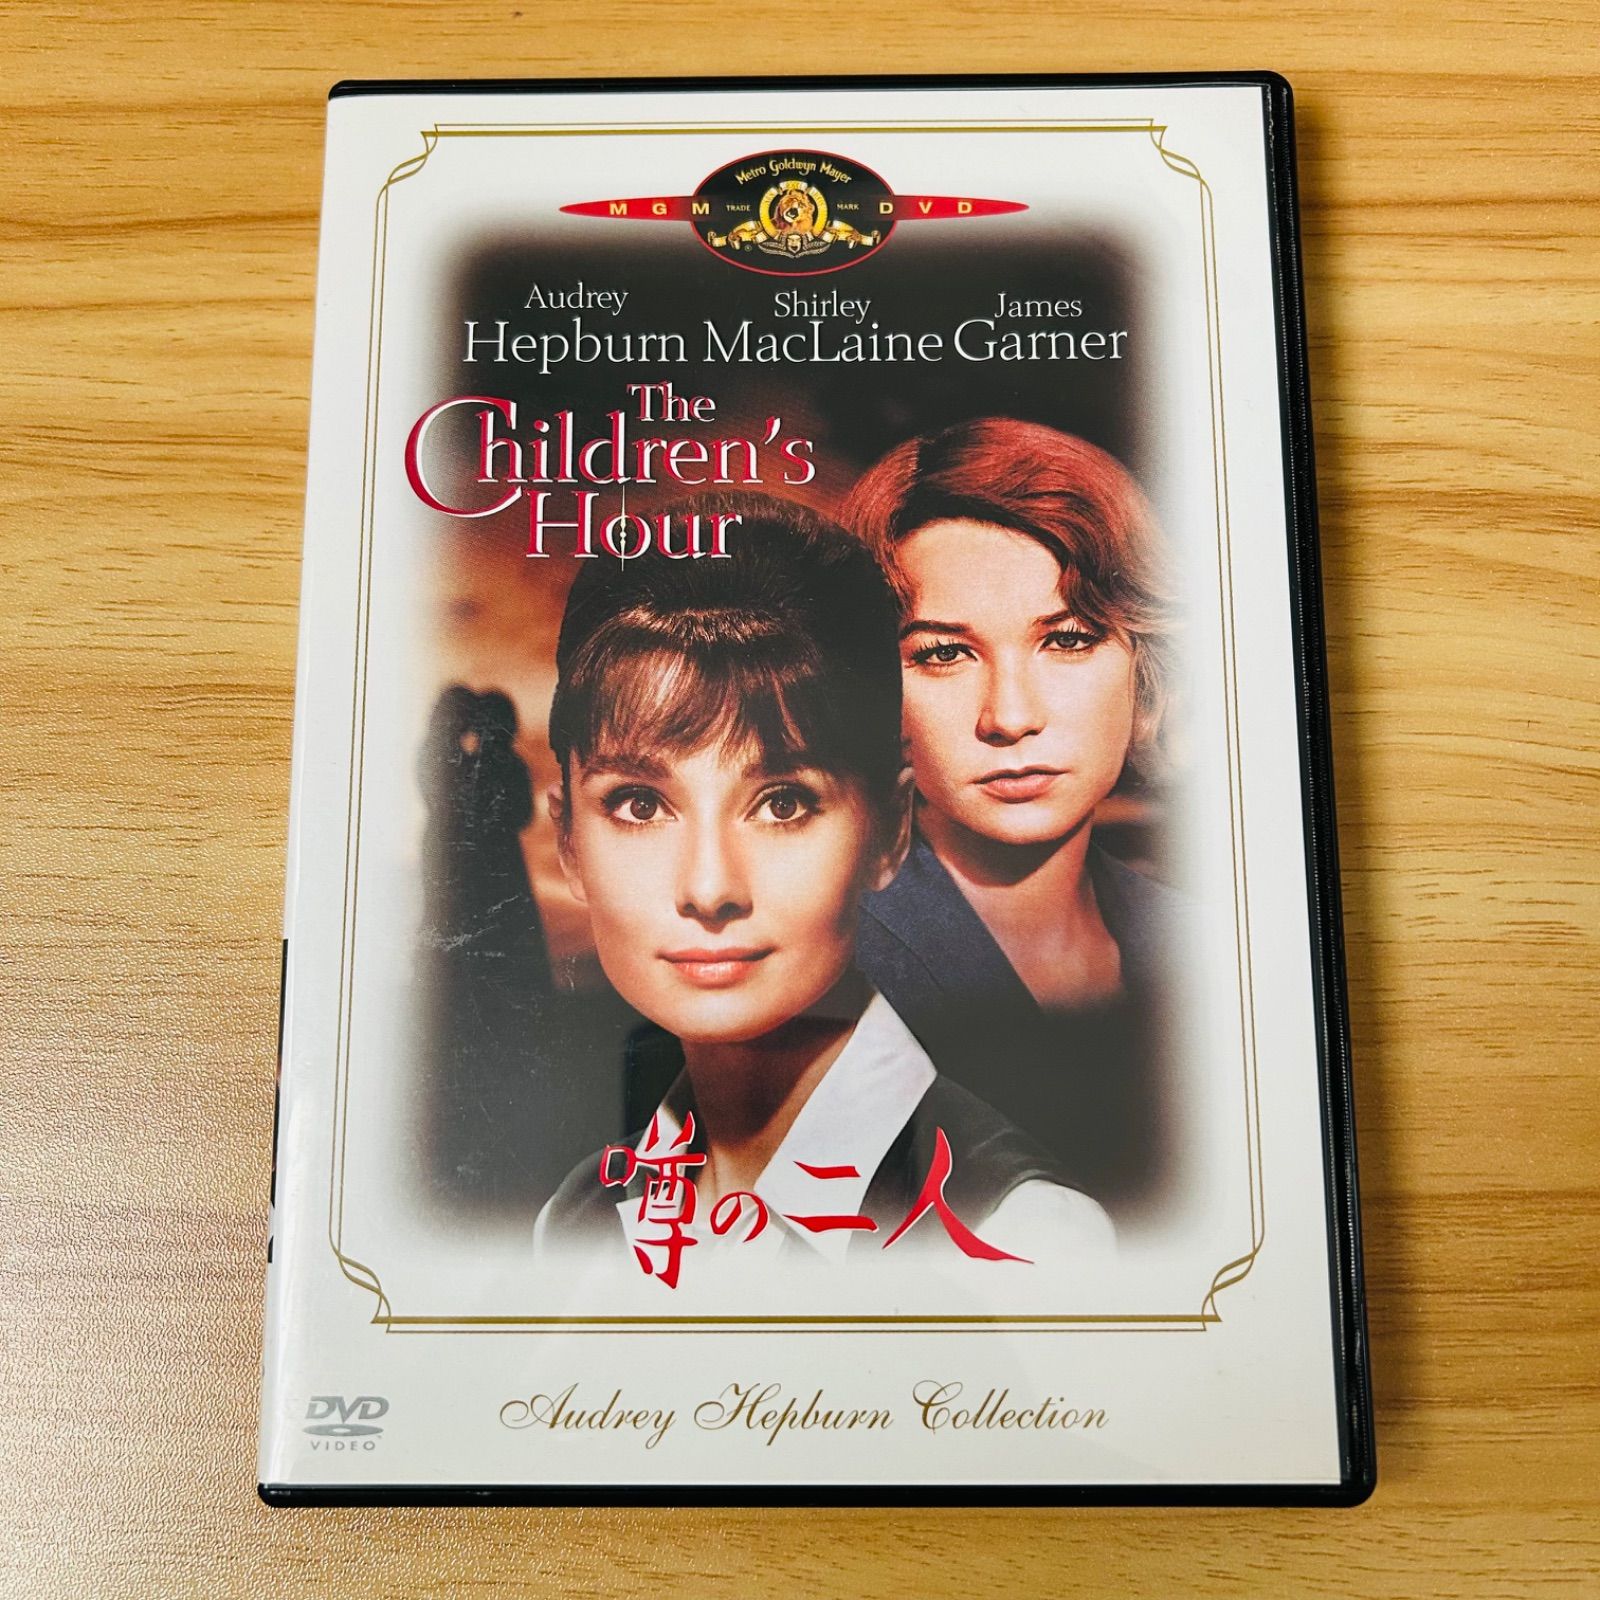 Metro Goldwyn Mayer
MGM TRADE MARK DVD
Audrey Shirley James
Hepburn MacLaine Garner
The
Children's
Hour
噂の二人
Audrey Hepburn Collection
DVD
VIDEO